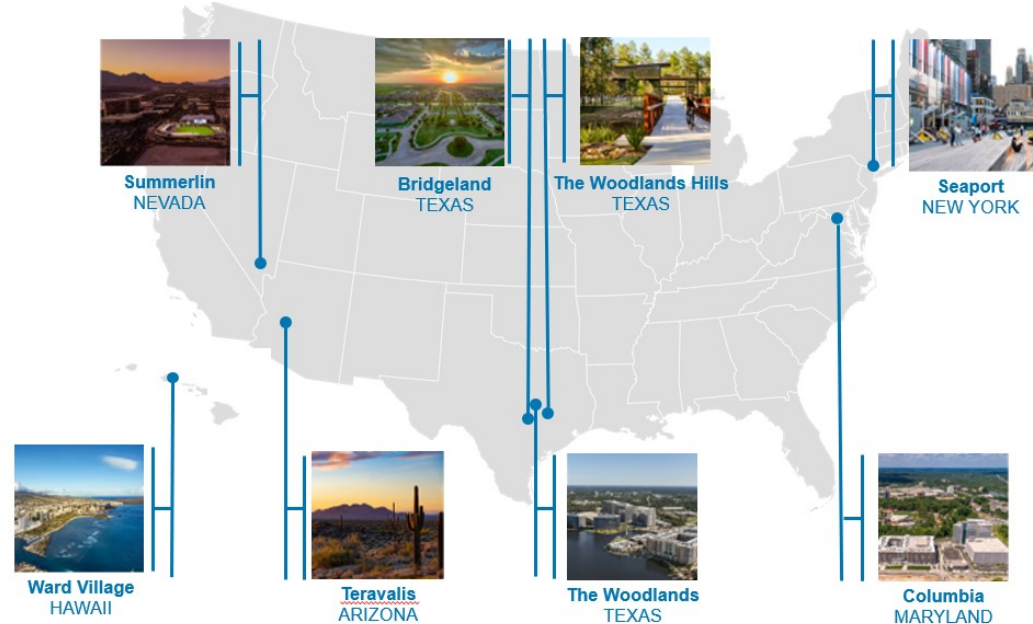 Summerlin
NEVADA
Bridgeland
TEXAS
The Woodlands Hills
TEXAS
Seaport
NEW YORK
Ward Village
HAWAII
Teravalis
ARIZONA
The Woodlands
TEXAS
Columbia
MARYLAND